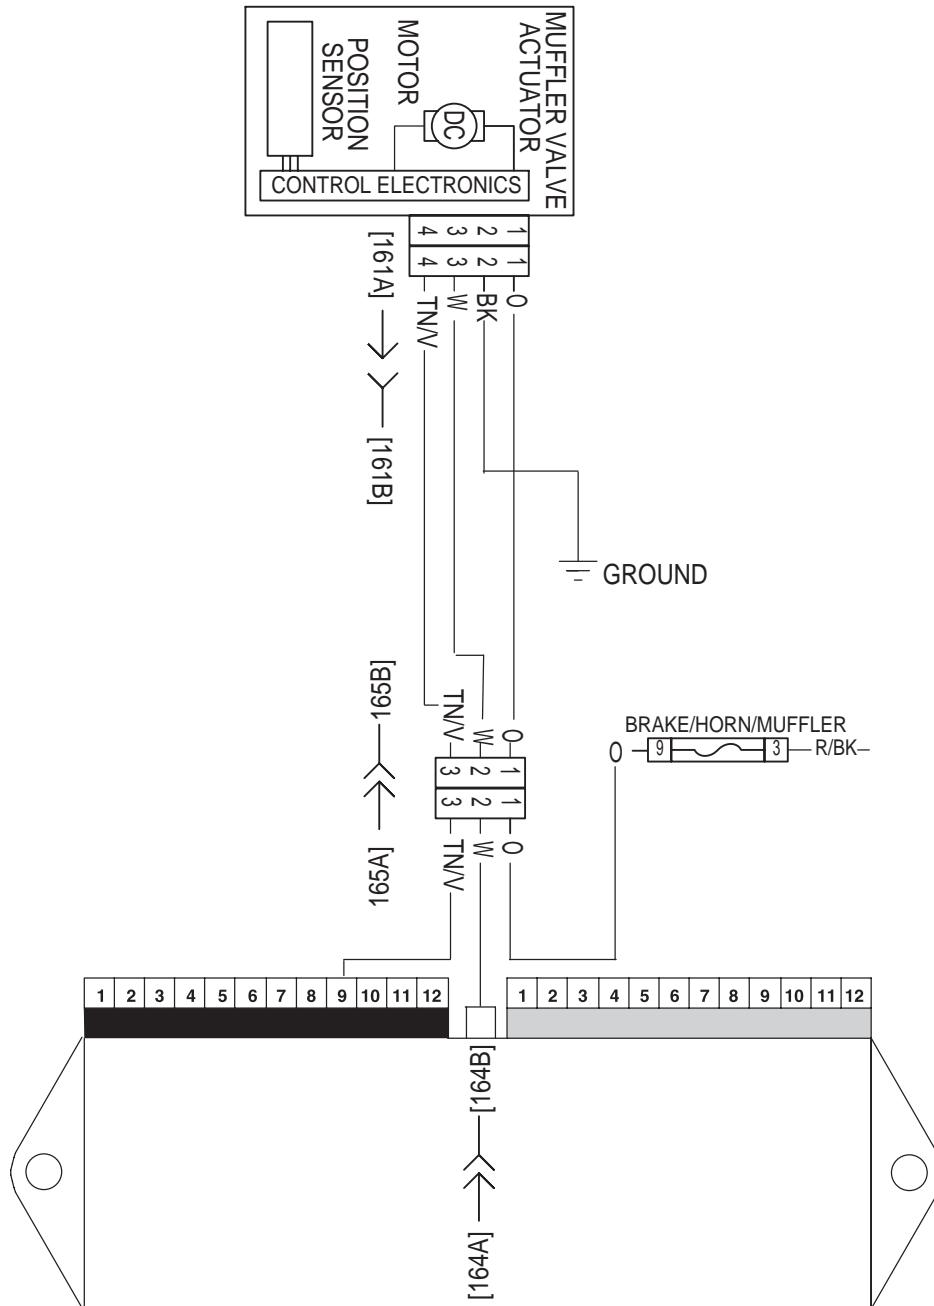 MUFFLER VALVE
ACTUATOR
MOTOR
DC
POSITION
SENSOR
CONTROL ELECTRONICS
4 3 2 1
4 3 2 1
TN/V W BK O
[161A]
[161B]
GROUND
[165B]
TN/V W O
3 2 1
3 2 1
TN/V W O
165A]
BRAKE/HORN/MUFFLER
O 9 3 R/BK
1 2 3 4 5 6 7 8 9 10 11 12
1 2 3 4 5 6 7 8 9 10 11 12
[164B]
[164A]